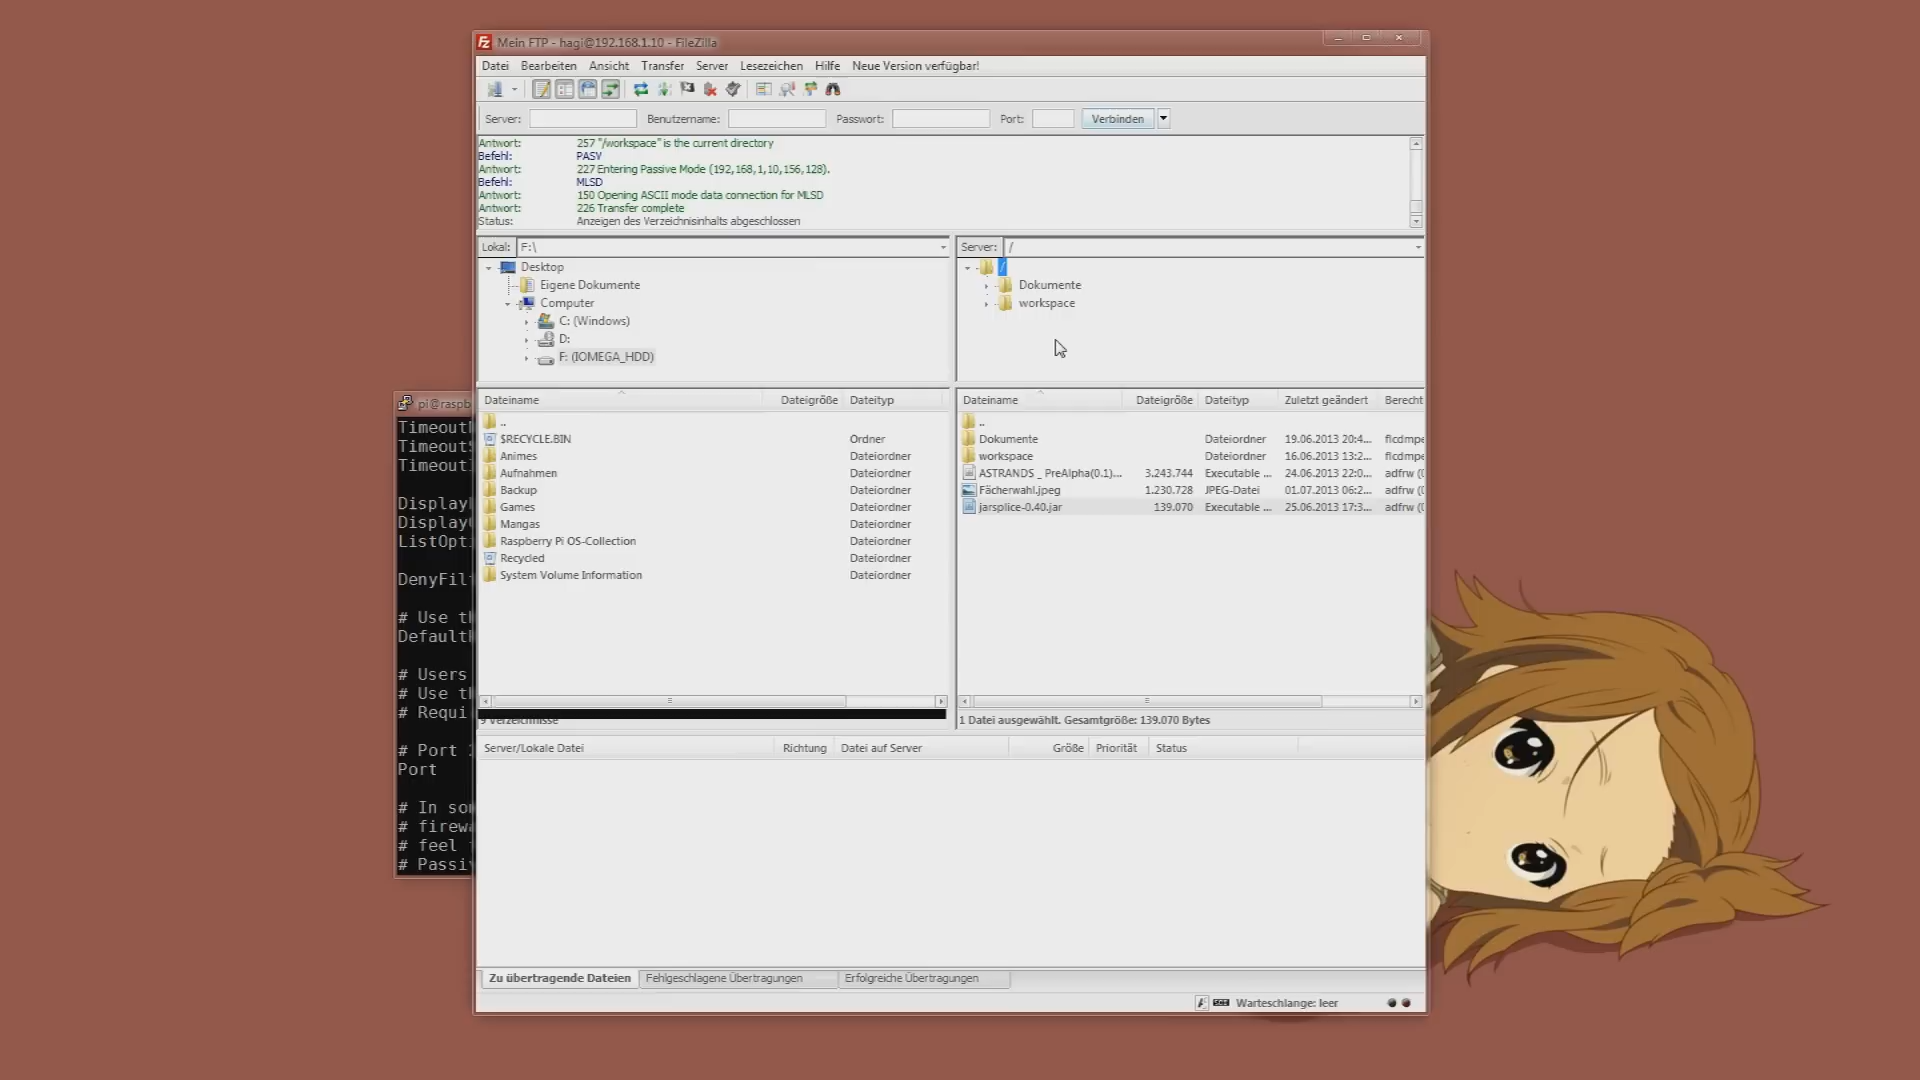 Mein FTP - hagi@192.168.1.10 - FileZilla
Datei Bearbeiten Ansicht Transfer Server Lesezeichen Hilfe Neue Version verfügbar!
Server: Benutzername: Passwort: Port: Verbinden
Antwort: 257 "/workspace" is the current directory
Befehl: PASV
Antwort: 227 Entering Passive Mode (192,168,1,10,156,128).
Befehl: MLSD
Antwort: 150 Opening ASCII mode data connection for MLSD
Antwort: 226 Transfer complete
Status: Anzeigen des Verzeichnisinhalts abgeschlossen
Lokal: F:\
Desktop
Eigene Dokumente
Computer
C: (Windows)
D:
F: (IOMEGA_HDD)
Server: /
/
Dokumente
workspace
Dateiname Dateigröße Dateityp
..
$RECYCLE.BIN Ordner
Animes Dateiordner
Aufnahmen Dateiordner
Backup Dateiordner
Games Dateiordner
Mangas Dateiordner
Raspberry Pi OS-Collection Dateiordner
Recycled Dateiordner
System Volume Information Dateiordner
9 Verzeichnisse
Dateiname Dateigröße Dateityp Zuletzt geändert Berecht
..
Dokumente Dateiordner 19.06.2013 20:4... flcdmpe
workspace Dateiordner 16.06.2013 13:2... flcdmpe
ASTRANDS _ PreAlpha(0.1)... 3.243.744 Executable ... 24.06.2013 22:0... adfrw (0
Fächerwahl.jpeg 1.230.728 JPEG-Datei 01.07.2013 06:2... adfrw (0
jarsplice-0.40.jar 139.070 Executable ... 25.06.2013 17:3... adfrw (0
1 Datei ausgewählt. Gesamtgröße: 139.070 Bytes
Server/Lokale Datei Richtung Datei auf Server Größe Priorität Status
Zu übertragende Dateien Fehlgeschlagene Übertragungen Erfolgreiche Übertragungen
Warteschlange: leer
pi@raspb
Timeout
Timeout
Timeout
Display
Display
ListOpt
DenyFil
# Use th
Default
# Users
# Use th
# Requi
# Port
Port
# In som
# firewa
# feel
# Passiv